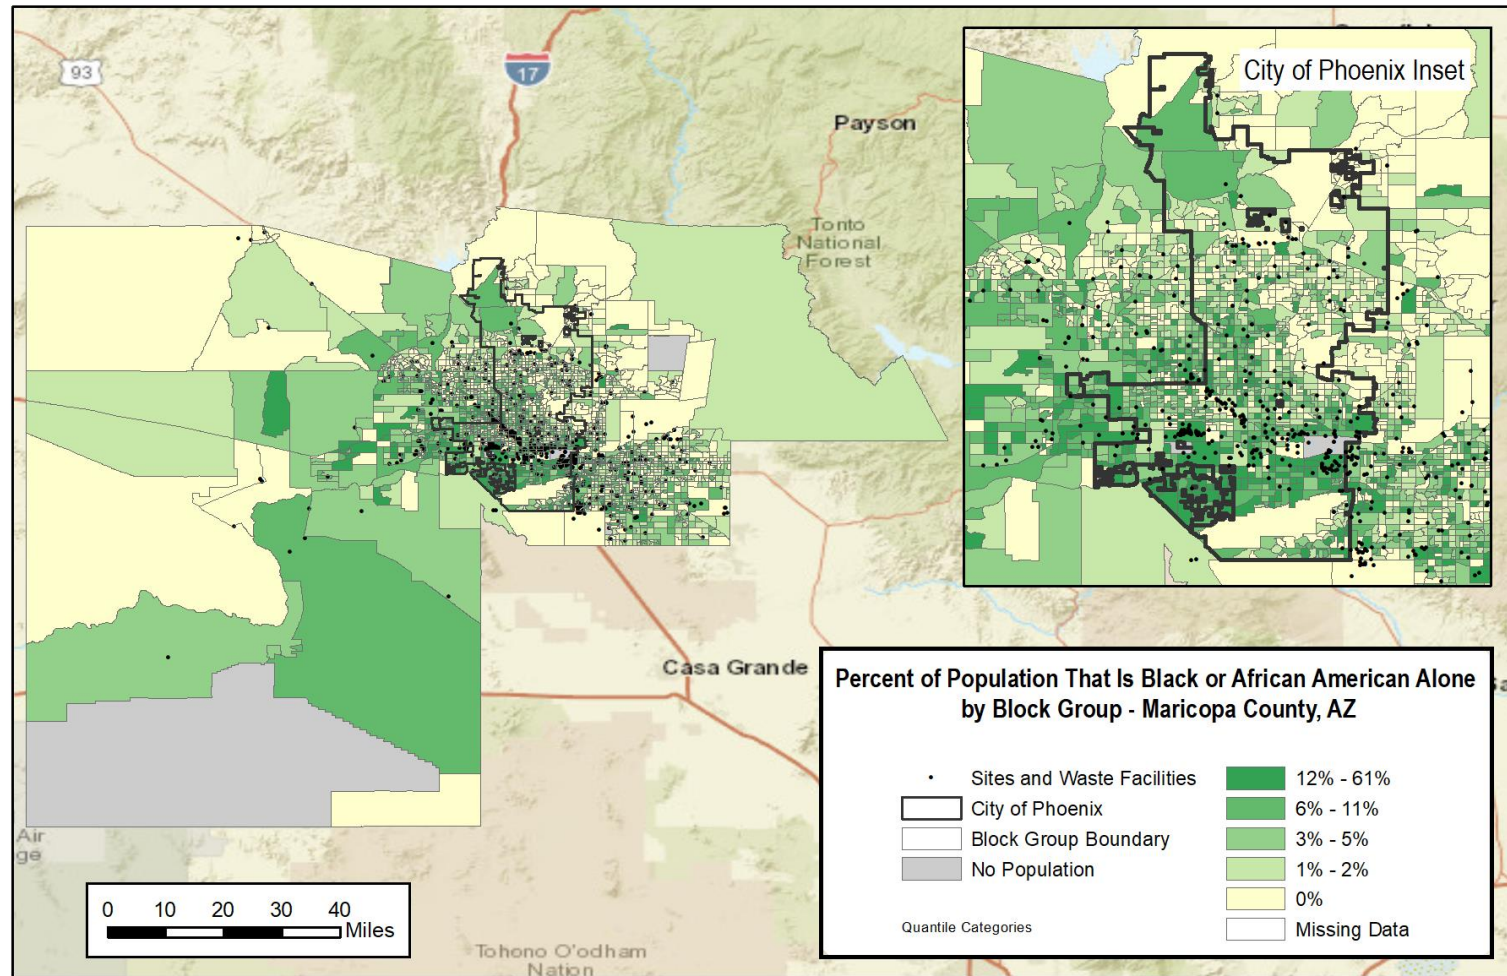 93
17
Payson
Tonto
National
Forest
City of Phoenix Inset
Casa Grande
Air
ge
Tohono O'odham
Nation
0 10 20 30 40
Miles
Percent of Population That Is Black or African American Alone
by Block Group - Maricopa County, AZ
Sites and Waste Facilities
City of Phoenix
Block Group Boundary
No Population
Quantile Categories
12% - 61%
6% - 11%
3% - 5%
1% - 2%
0%
Missing Data